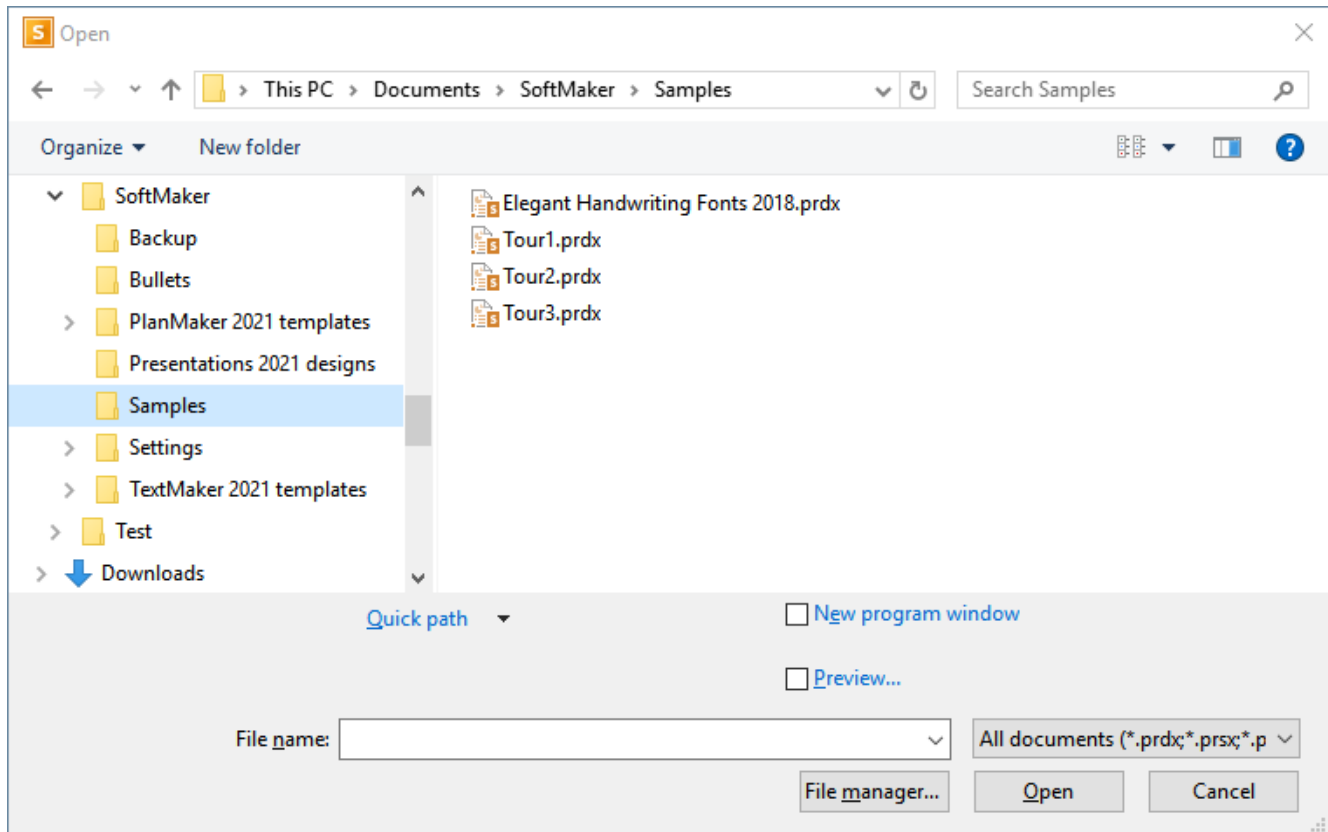 S Open
This PC > Documents > SoftMaker > Samples
Search Samples
Organize
New folder
?
SoftMaker
Backup
Bullets
PlanMaker 2021 templates
Presentations 2021 designs
Samples
Settings
TextMaker 2021 templates
Test
Downloads
Elegant Handwriting Fonts 2018.prdx
Tour1.prdx
Tour2.prdx
Tour3.prdx
Quick path
New program window
Preview...
File name:
All documents (*.prdx;*.prsx;*.p
File manager...
Open
Cancel